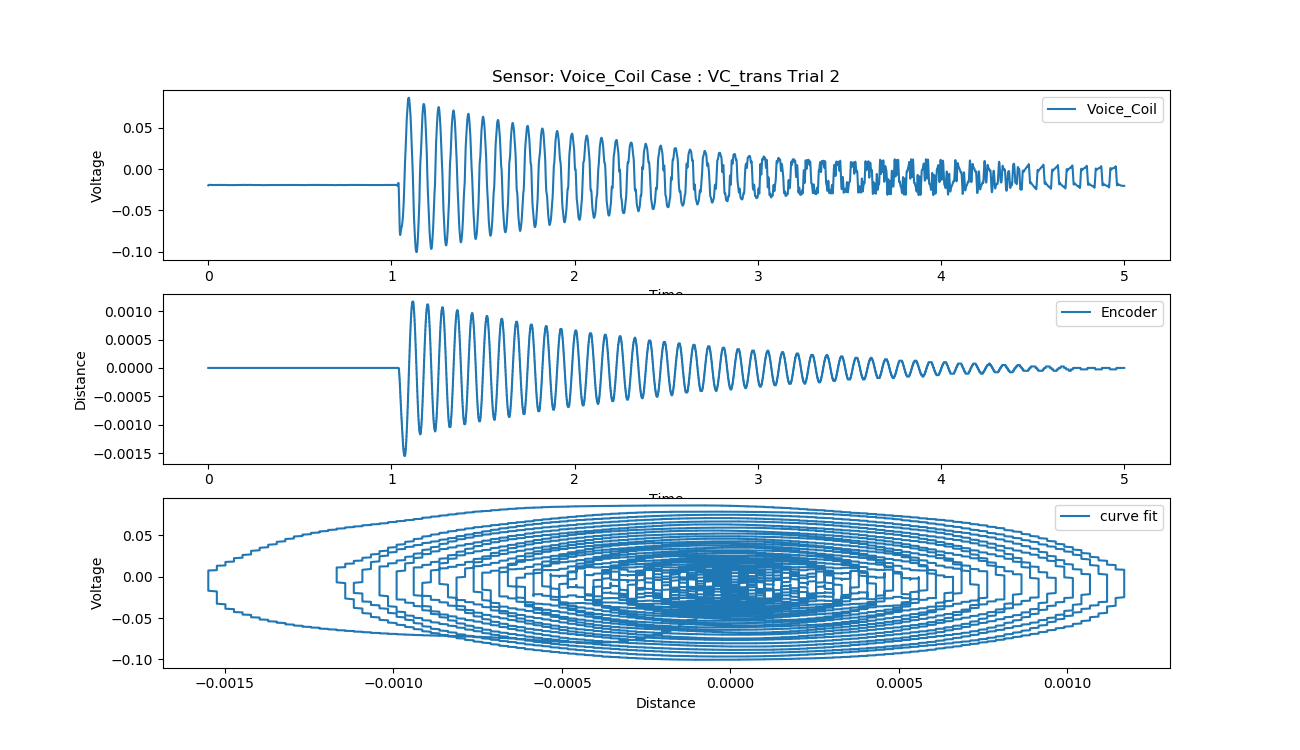 Sensor: Voice_Coil Case : VC_trans Trial 2
Voice_Coil
0.05
0.00
−0.05
−0.10
Voltage
0 1 2 3 4 5
Time
Encoder
0.0010
0.0005
0.0000
−0.0005
−0.0010
−0.0015
Distance
0 1 2 3 4 5
Time
curve fit
0.05
0.00
−0.05
−0.10
Voltage
−0.0015 −0.0010 −0.0005 0.0000 0.0005 0.0010
Distance